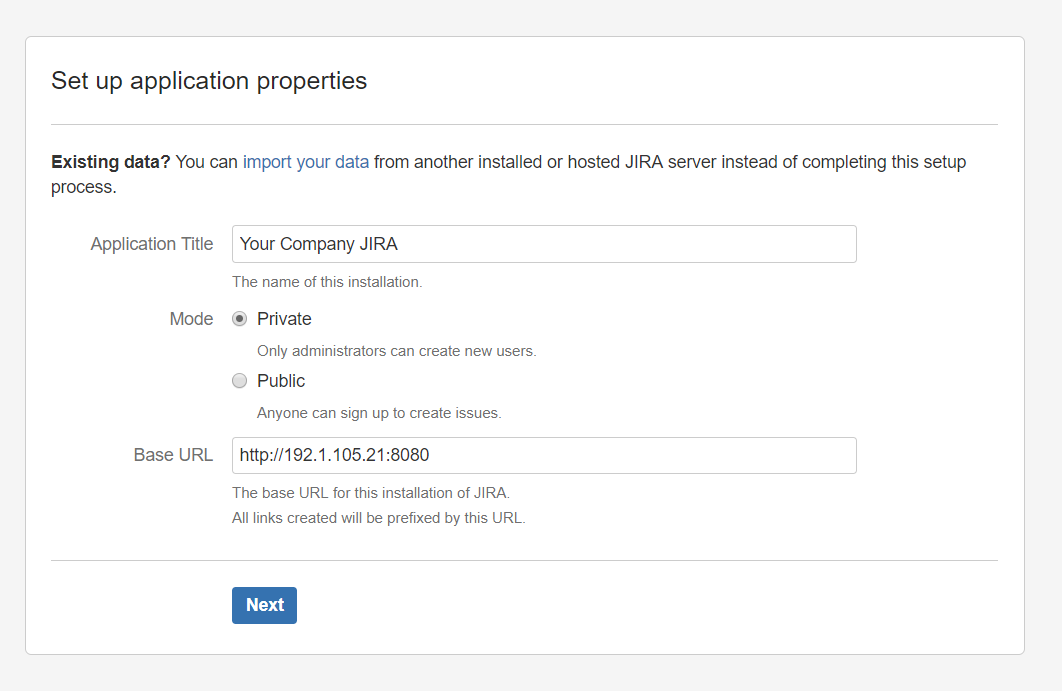 Set up application properties
Existing data? You can import your data from another installed or hosted JIRA server instead of completing this setup
process.
Application Title
Your Company JIRA
The name of this installation.
Mode
Private
Only administrators can create new users.
Public
Anyone can sign up to create issues.
Base URL
http://192.1.105.21:8080
The base URL for this installation of JIRA.
All links created will be prefixed by this URL.
Next